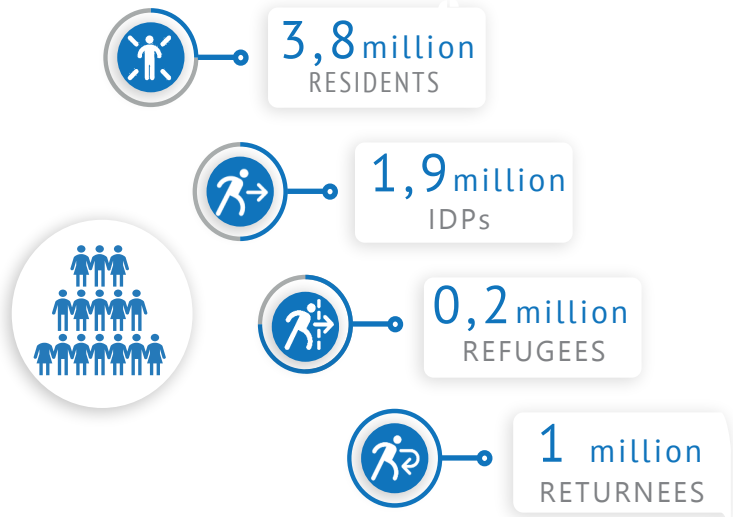 3,8 million
RESIDENTS
1,9 million
IDPs
0,2 million
REFUGEES
1 million
RETURNEES